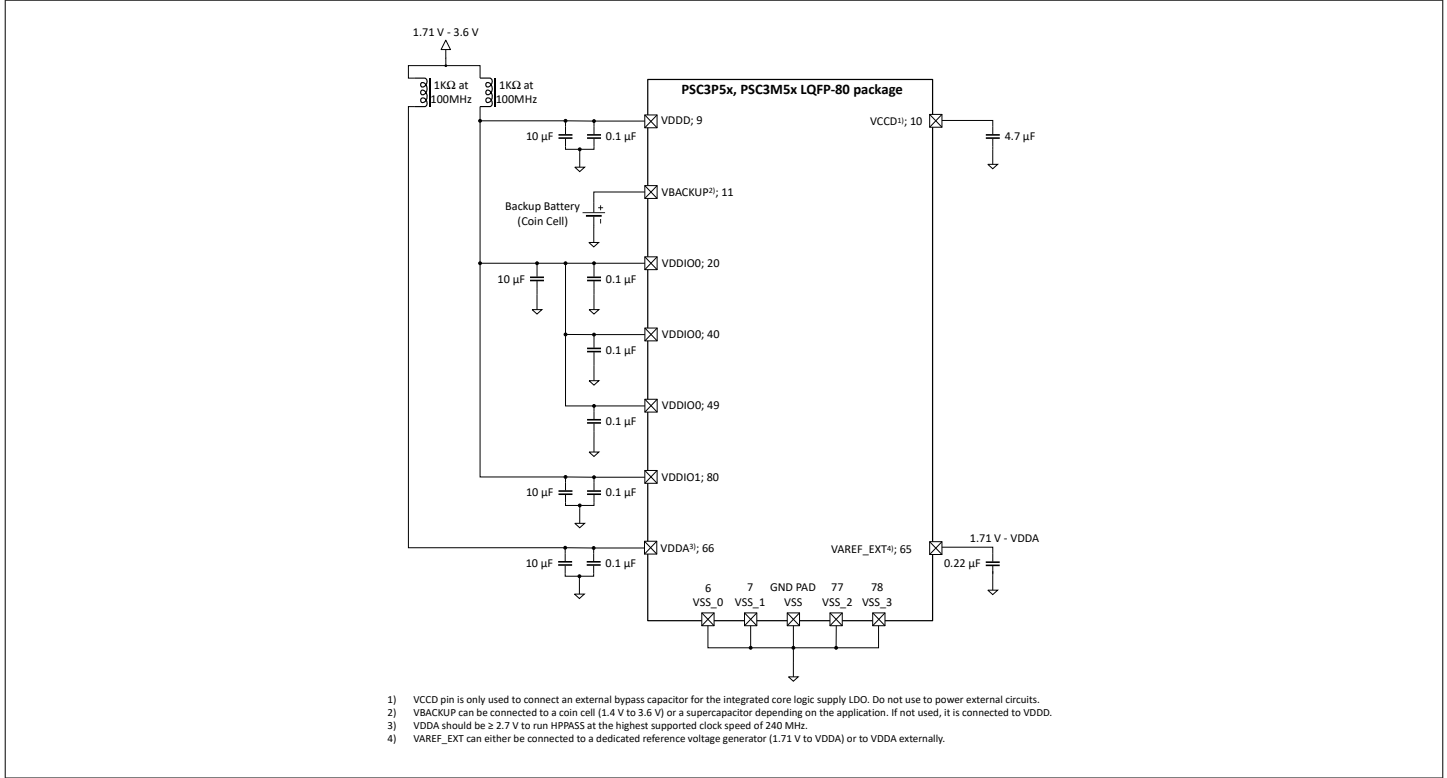 1.71 V - 3.6 V
1KΩ at
100MHz
1KΩ at
100MHz
PSC3P5x, PSC3M5x LQFP-80 package
VDDD; 9
10 µF
0.1 µF
VCCD1); 10
4.7 µF
VBACKUP2); 11
Backup Battery
(Coin Cell)
+
-
VDDIO0; 20
10 µF
0.1 µF
VDDIO0; 40
0.1 µF
VDDIO0; 49
0.1 µF
VDDIO1; 80
10 µF
0.1 µF
VDDA3); 66
10 µF
0.1 µF
VAREF_EXT4); 65
1.71 V - VDDA
0.22 µF
6 7 GND PAD 77 78
VSS_0 VSS_1 VSS VSS_2 VSS_3
1) VCCD pin is only used to connect an external bypass capacitor for the integrated core logic supply LDO. Do not use to power external circuits.
2) VBACKUP can be connected to a coin cell (1.4 V to 3.6 V) or a supercapacitor depending on the application. If not used, it is connected to VDDD.
3) VDDA should be ≥ 2.7 V to run HPPASS at the highest supported clock speed of 240 MHz.
4) VAREF_EXT can either be connected to a dedicated reference voltage generator (1.71 V to VDDA) or to VDDA externally.